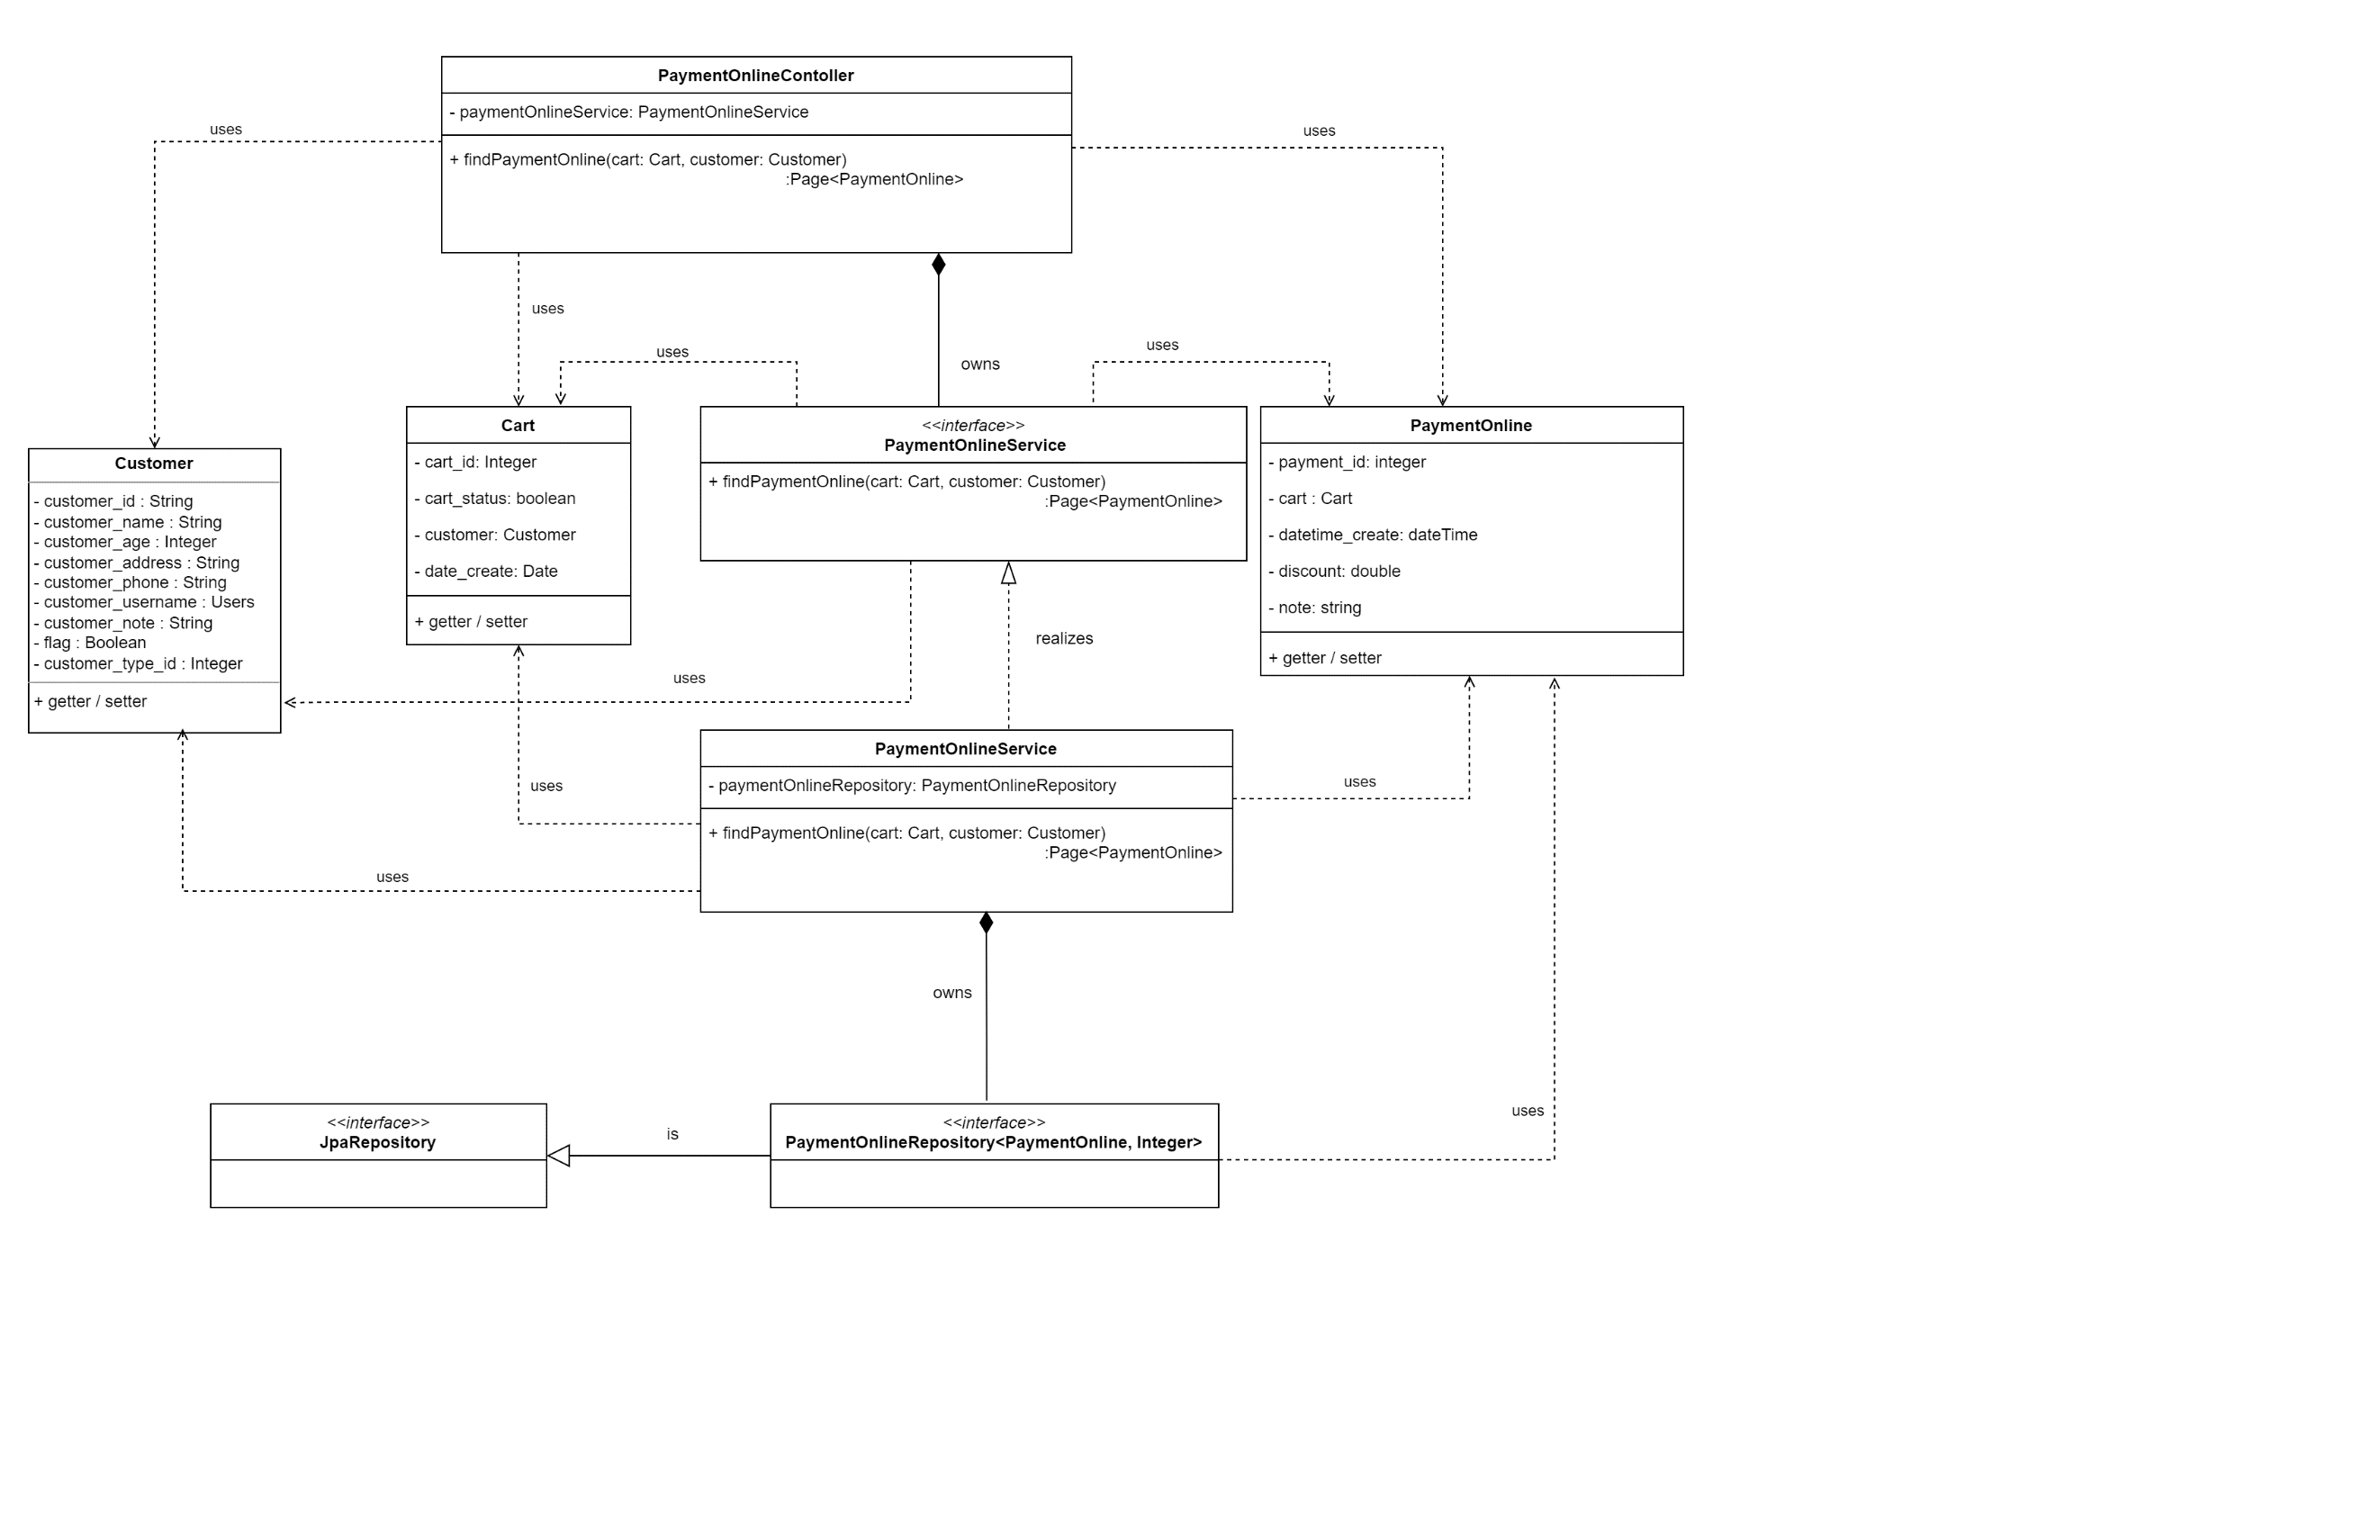 PaymentOnlineContoller
- paymentOnlineService: PaymentOnlineService
+ findPaymentOnline(cart: Cart, customer: Customer)
:Page<PaymentOnline>
uses
uses
uses
uses
owns
uses
Customer
- customer_id : String
- customer_name : String
- customer_age : Integer
- customer_address : String
- customer_phone : String
- customer_username : Users
- customer_note : String
- flag : Boolean
- customer_type_id : Integer
+ getter / setter
Cart
- cart_id: Integer
- cart_status: boolean
- customer: Customer
- date_create: Date
+ getter / setter
<<interface>>
PaymentOnlineService
+ findPaymentOnline(cart: Cart, customer: Customer)
:Page<PaymentOnline>
PaymentOnline
- payment_id: integer
- cart : Cart
- datetime_create: dateTime
- discount: double
- note: string
+ getter / setter
realizes
uses
PaymentOnlineService
- paymentOnlineRepository: PaymentOnlineRepository
+ findPaymentOnline(cart: Cart, customer: Customer)
:Page<PaymentOnline>
uses
uses
uses
owns
<<interface>>
JpaRepository
is
<<interface>>
PaymentOnlineRepository<PaymentOnline, Integer>
uses